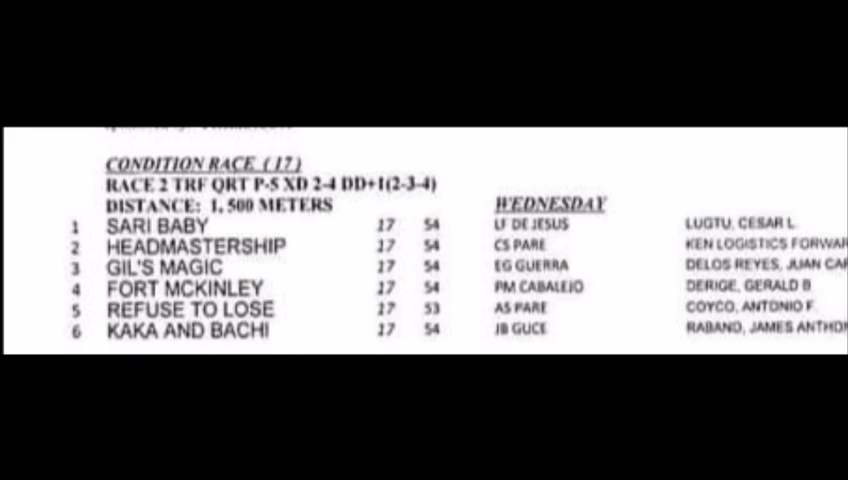 CONDITION RACE (17)
RACE 2 TRF QRT P-5 XD 2-4 DD+1(2-3-4)
DISTANCE: 1, 500 METERS WEDNESDAY
1 SARI BABY 17 54 LF DE JESUS LUGTU, CESAR L
2 HEADMASTERSHIP 17 54 CS PARE KEN LOGISTICS FORWAR
3 GIL'S MAGIC 17 54 EG GUERRA DELOS REYES, JUAN CAR
4 FORT MCKINLEY 17 54 PM CABALEJO DERIGE, GERALD B
5 REFUSE TO LOSE 17 53 AS PARE COYCO, ANTONIO F.
6 KAKA AND BACHI 17 54 JB GUCE RABANO, JAMES ANTHON